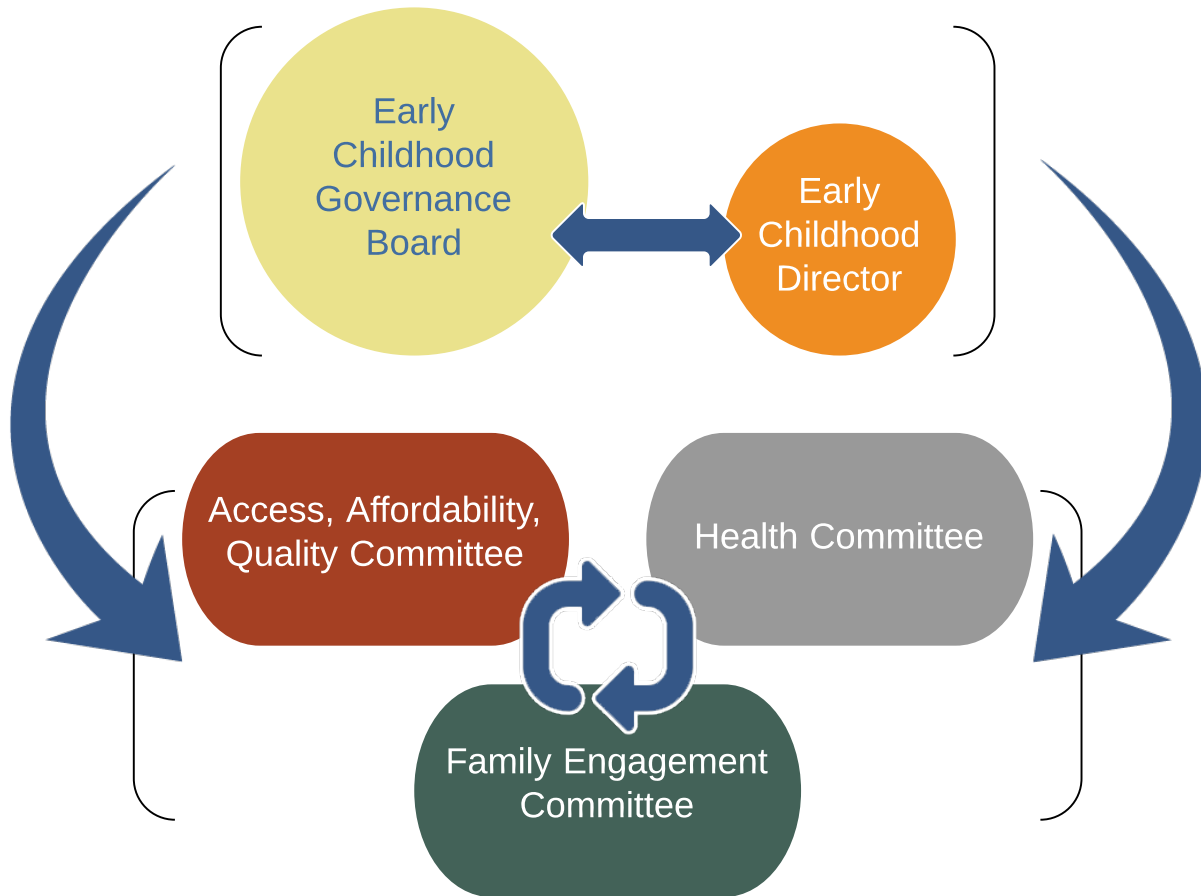 Early
Childhood
Governance
Board
Early
Childhood
Director
Access, Affordability,
Quality Committee
Health Committee
Family Engagement
Committee